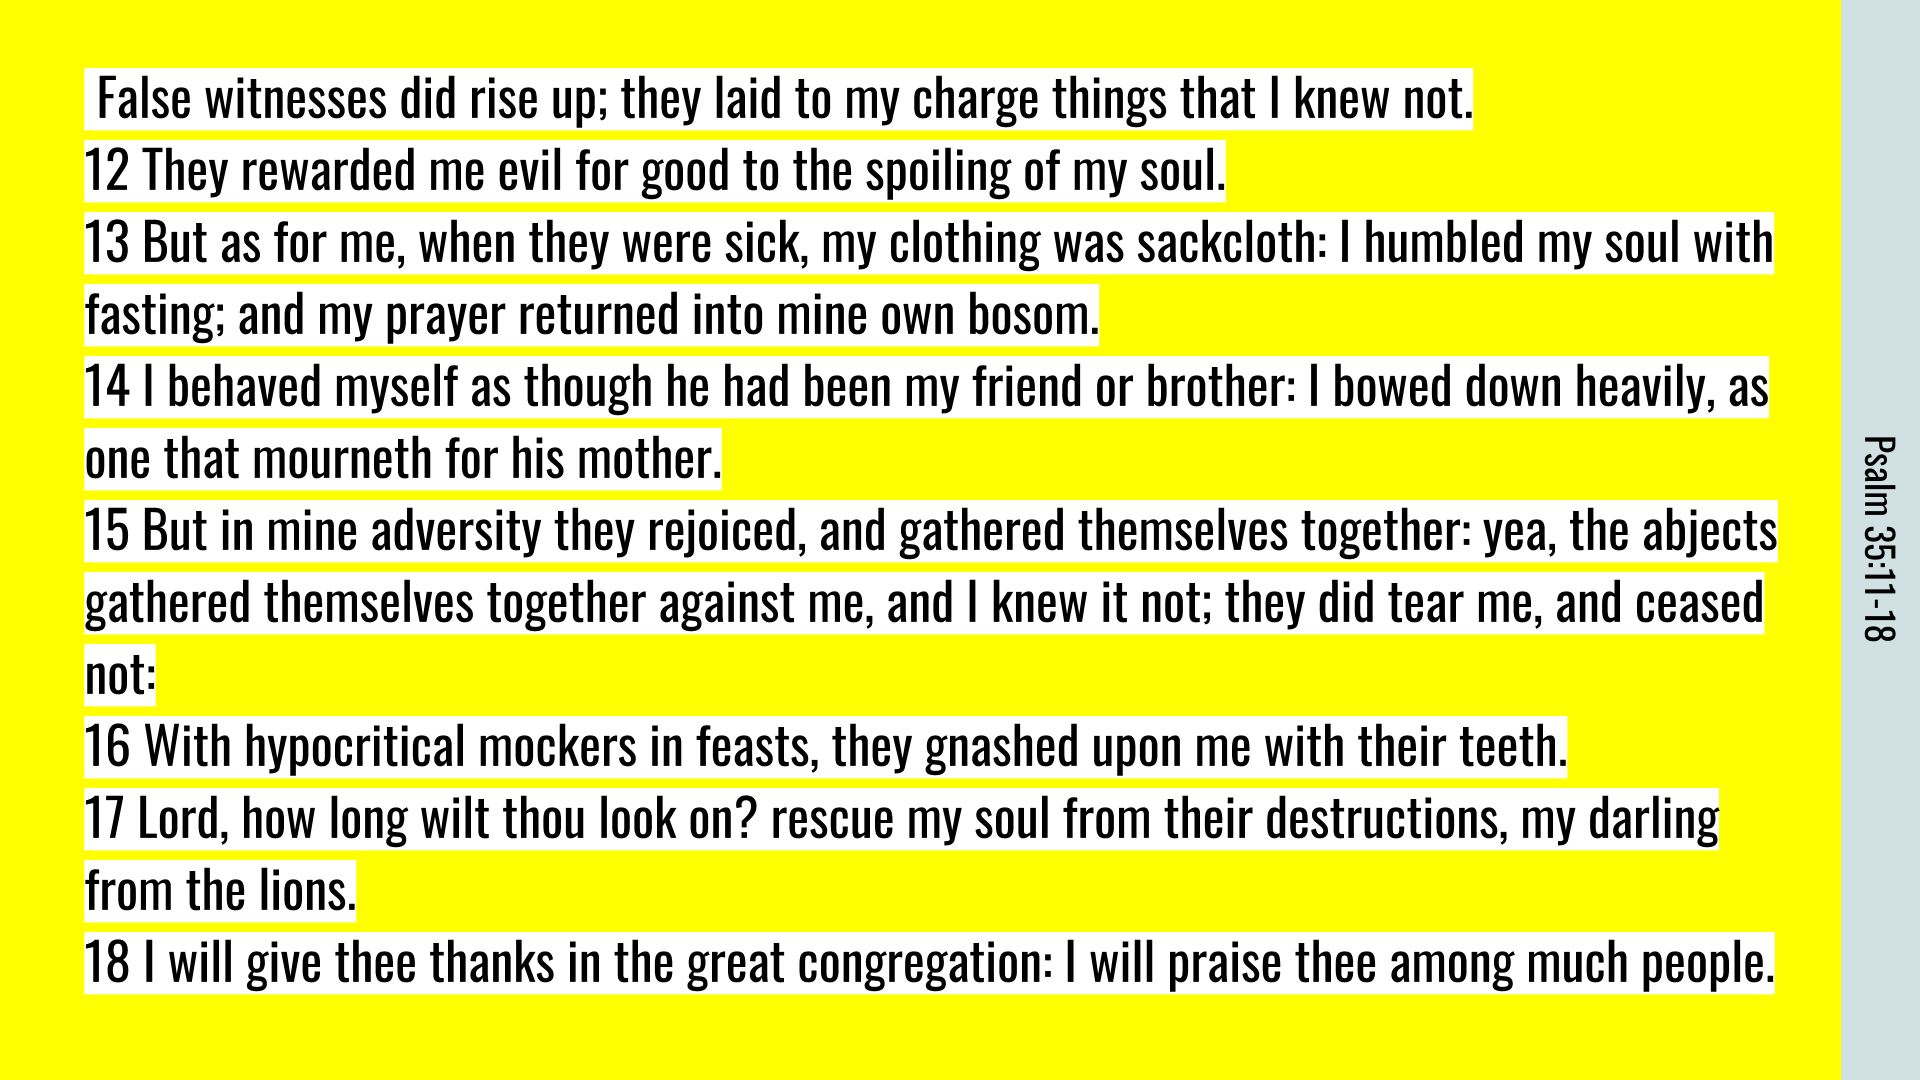 False witnesses did rise up; they laid to my charge things that I knew not.
12 They rewarded me evil for good to the spoiling of my soul.
13 But as for me, when they were sick, my clothing was sackcloth: I humbled my soul with
fasting; and my prayer returned into mine own bosom.
14 I behaved myself as though he had been my friend or brother: I bowed down heavily, as
one that mourneth for his mother.
15 But in mine adversity they rejoiced, and gathered themselves together: yea, the abjects
gathered themselves together against me, and I knew it not; they did tear me, and ceased
not:
16 With hypocritical mockers in feasts, they gnashed upon me with their teeth.
17 Lord, how long wilt thou look on? rescue my soul from their destructions, my darling
from the lions.
18 I will give thee thanks in the great congregation: I will praise thee among much people.
Psalm 35:11-18